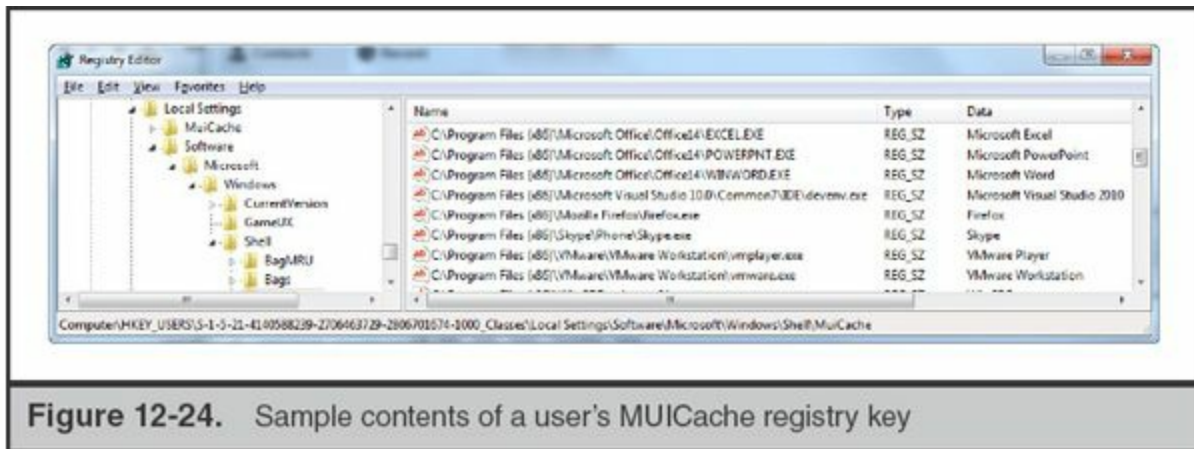 Registry Editor
File Edit View Favorites Help
Local Settings
MuiCache
Software
Microsoft
Windows
CurrentVersion
GameUX
Shell
BagMRU
Bags
Name Type Data
C:\Program Files (x86)\Microsoft Office\Office14\EXCEL.EXE REG_SZ Microsoft Excel
C:\Program Files (x86)\Microsoft Office\Office14\POWERPNT.EXE REG_SZ Microsoft PowerPoint
C:\Program Files (x86)\Microsoft Office\Office14\WINWORD.EXE REG_SZ Microsoft Word
C:\Program Files (x86)\Microsoft Visual Studio 10.0\Common7\IDE\devenv.exe REG_SZ Microsoft Visual Studio 2010
C:\Program Files (x86)\Mozilla Firefox\firefox.exe REG_SZ Firefox
C:\Program Files (x86)\Skype\Phone\Skype.exe REG_SZ Skype
C:\Program Files (x86)\VMware\VMware Workstation\vmplayer.exe REG_SZ VMware Player
C:\Program Files (x86)\VMware\VMware Workstation\vmware.exe REG_SZ VMware Workstation
Computer\HKEY_USERS\S-1-5-21-4140588239-2706463729-2806701674-1000_Classes\Local Settings\Software\Microsoft\Windows\Shell\MuiCache
Figure 12-24. Sample contents of a user's MUICache registry key